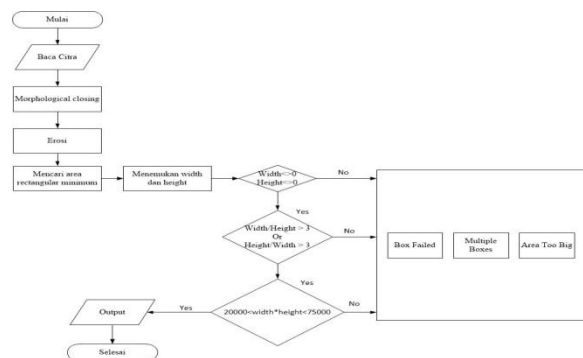 Mulai
Baca Citra
Morphological closing
Erosi
Mencari area
rectangular minimum
Menemukan width
dan height
Width<>0
Height<>0
No
Yes
Width/Height > 3
Or
Height/Width > 3
No
Yes
Box Failed
Multiple
Boxes
Area Too Big
20000<width*height<75000
No
Yes
Output
Selesai